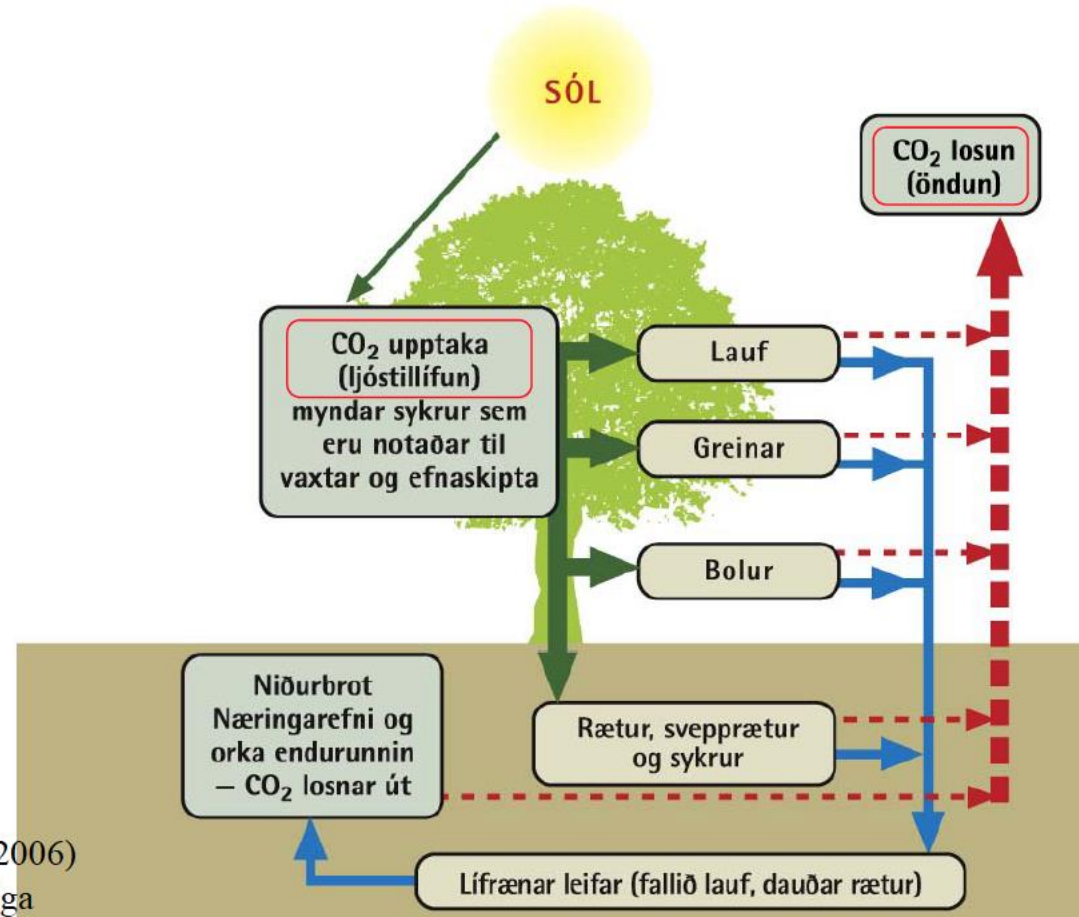 SÓL
CO₂ losun
(öndun)
CO₂ upptaka
(ljóstillífun)
myndar sykrur sem
eru notaðar til
vaxtar og efnaskipta
Lauf
Greinar
Bolur
Niðurbrot
Næringarefni og
orka endurunnin
– CO₂ losnar út
Rætur, svepprætur
og sykrur
Lífrænar leifar (fallið lauf, dauðar rætur)
2006)
ga